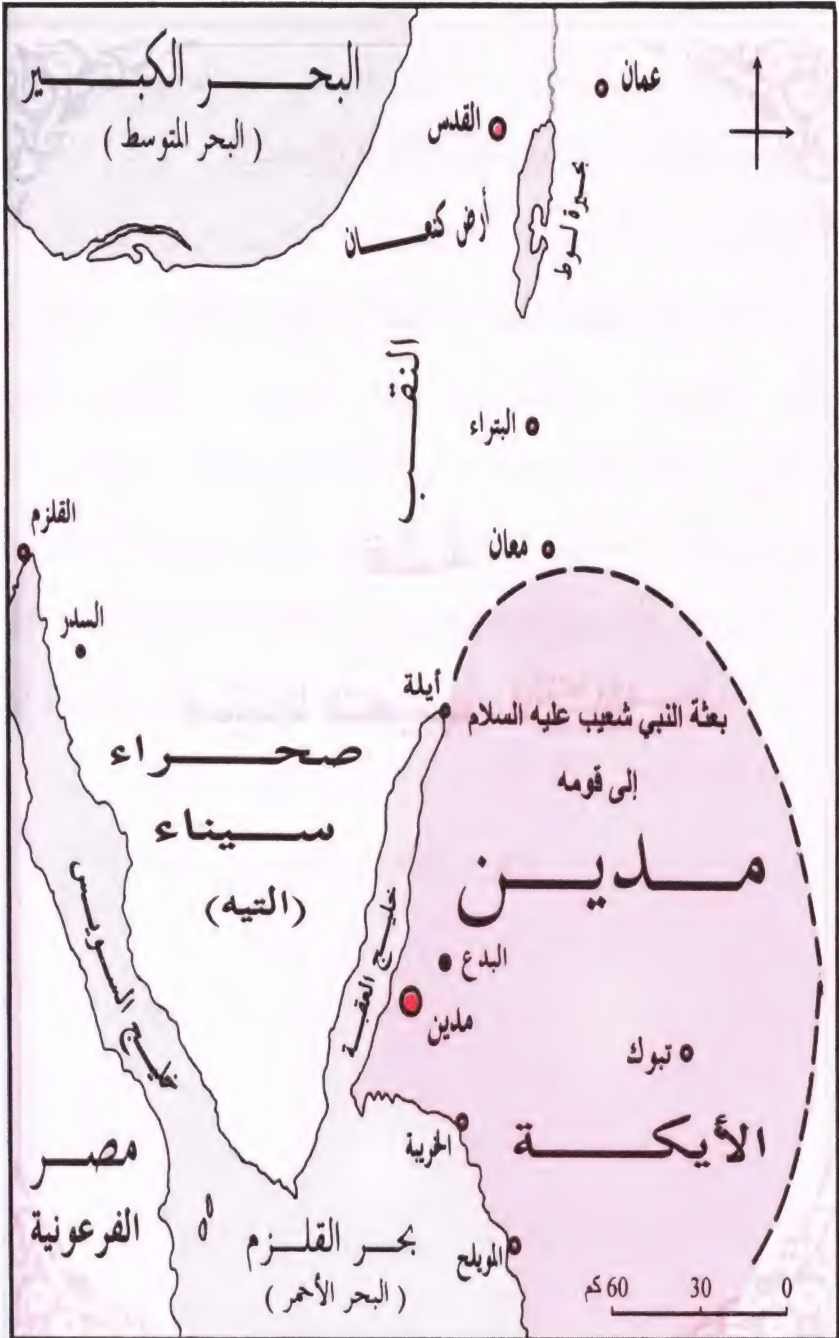 البحر الكبير
(البحر المتوسط)
عمان
القدس
بحيرة لوط
أرض كنعان
النقب
البتراء
معان
القلزم
السدر
أيلة
بعثة النبي شعيب عليه السلام
إلى قومه
مدين
صحراء
سيناء
(التيه)
خليج السويس
خليج العقبة
البدع
مدين
تبوك
الأيكة
الخريبة
مصر
الفرعونية
بحر القلزم
(البحر الأحمر)
المويلح
0 30 60 كم